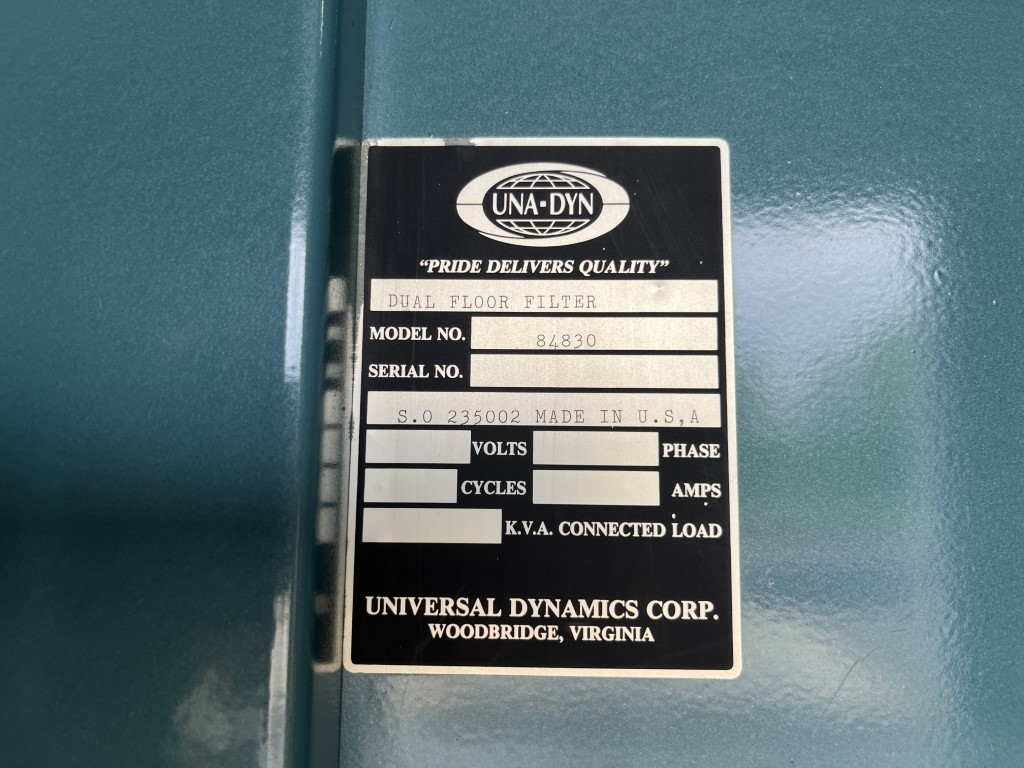 UNA-DYN
"PRIDE DELIVERS QUALITY"
DUAL FLOOR FILTER
MODEL NO. 84830
SERIAL NO.
S.O 235002 MADE IN U.S,A
VOLTS PHASE
CYCLES AMPS
K.V.A. CONNECTED LOAD
UNIVERSAL DYNAMICS CORP.
WOODBRIDGE, VIRGINIA